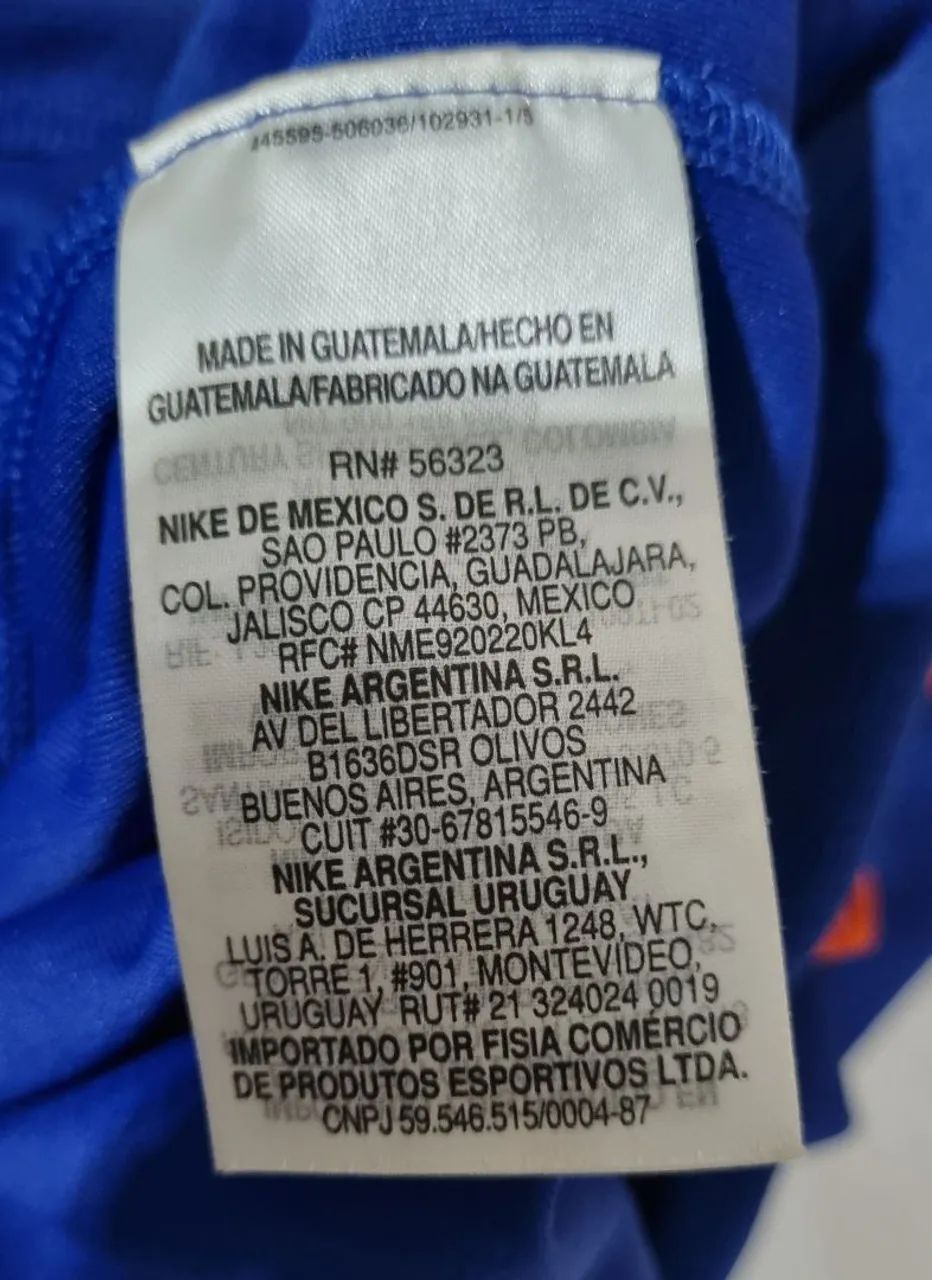 45595-506036/102931-1/5
MADE IN GUATEMALA/HECHO EN
GUATEMALA/FABRICADO NA GUATEMALA
RN# 56323
NIKE DE MEXICO S. DE R.L. DE C.V.,
SAO PAULO #2373 PB,
COL. PROVIDENCIA, GUADALAJARA,
JALISCO CP 44630, MEXICO
RFC# NME920220KL4
NIKE ARGENTINA S.R.L.
AV DEL LIBERTADOR 2442
B1636DSR OLIVOS
BUENOS AIRES, ARGENTINA
CUIT #30-67815546-9
NIKE ARGENTINA S.R.L.,
SUCURSAL URUGUAY
LUIS A. DE HERRERA 1248, WTC,
TORRE 1, #901, MONTEVIDEO,
URUGUAY RUT# 21 324024 0019
IMPORTADO POR FISIA COMÉRCIO
DE PRODUTOS ESPORTIVOS LTDA.
CNPJ 59.546.515/0004-87